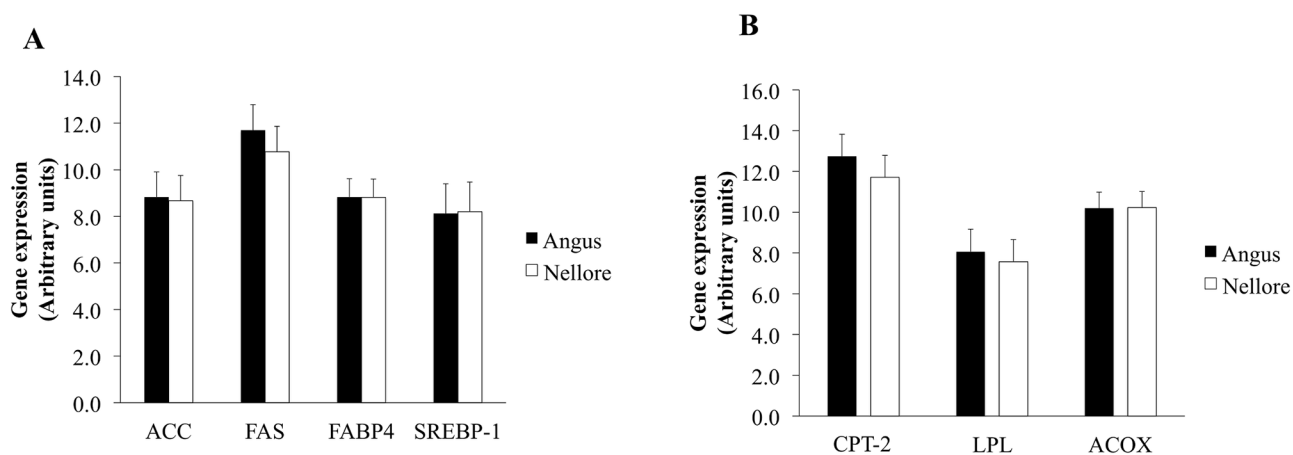 A
14.0
12.0
10.0
8.0
6.0
4.0
2.0
0.0
Gene expression
(Arbitrary units)
ACC FAS FABP4 SREBP-1
Angus
Nellore
B
16.0
14.0
12.0
10.0
8.0
6.0
4.0
2.0
0.0
Gene expression
(Arbitrary units)
CPT-2 LPL ACOX
Angus
Nellore